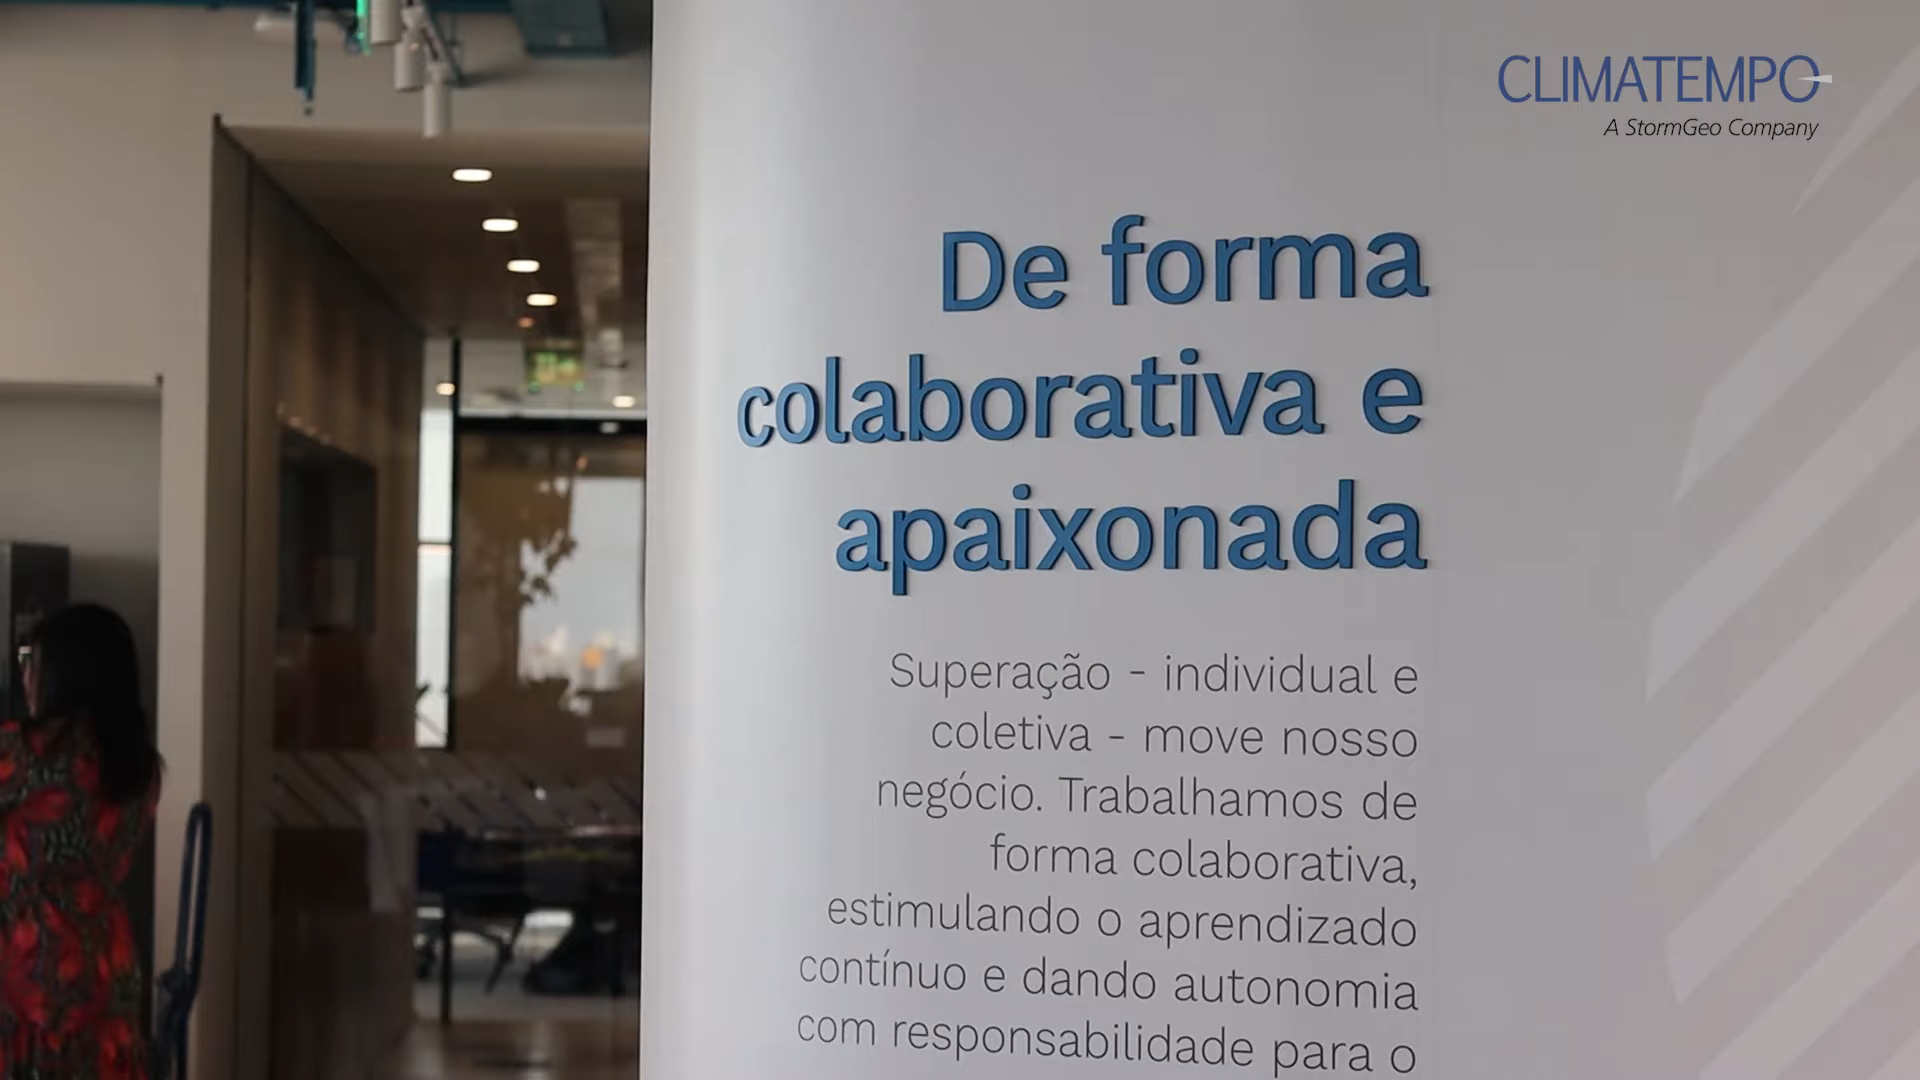 CLIMATEMPO
A StormGeo Company
De forma
colaborativa e
apaixonada
Superação - individual e
coletiva - move nosso
negócio. Trabalhamos de
forma colaborativa,
estimulando o aprendizado
contínuo e dando autonomia
com responsabilidade para o